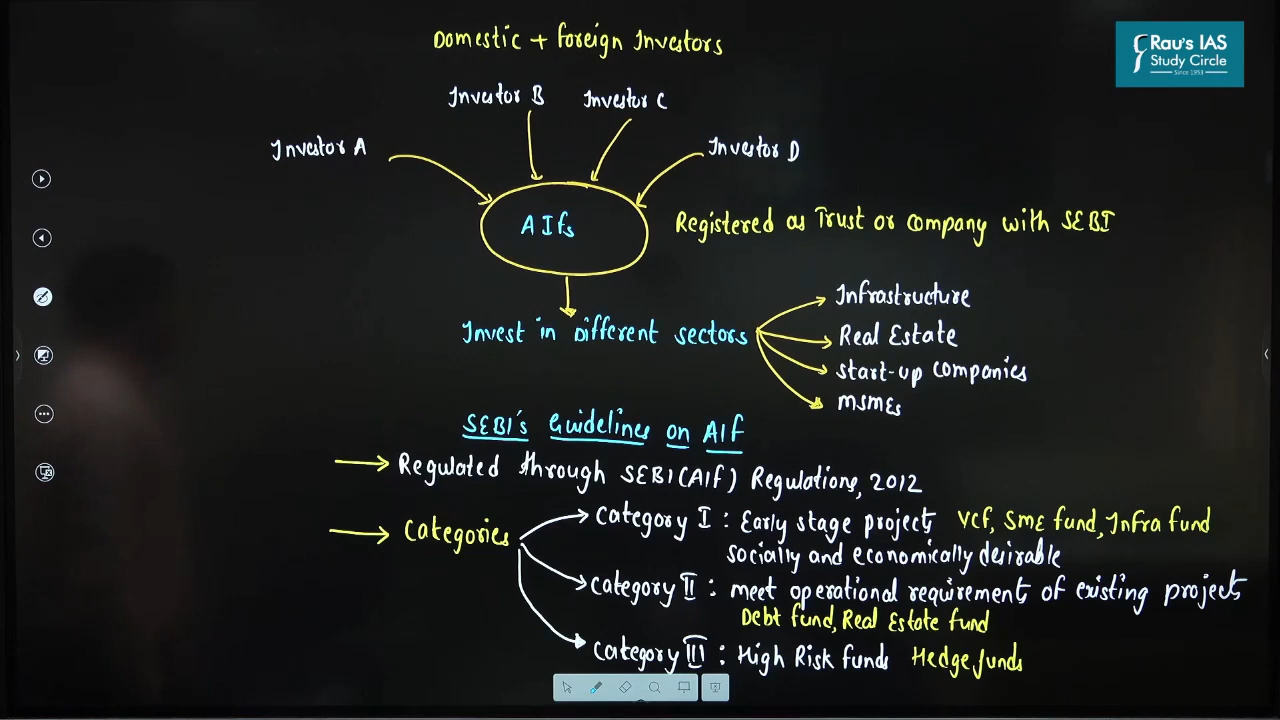 Domestic + Foreign Investors
Rau's IAS
Study Circle
Since 1953
Investor B Investor C
Investor A
Investor D
AIFs
Registered as Trust or Company with SEBI
Infrastructure
Invest in Different Sectors
Real Estate
Start-up Companies
MSMEs
SEBI's Guidelines on AIF
Regulated through SEBI(AIF) Regulations, 2012
Categories
Category I : Early stage projects VCF, SME fund, Infra fund
socially and economically desirable
Category II : meet operational requirement of existing projects
Debt fund, Real Estate fund
Category III : High Risk funds Hedge funds